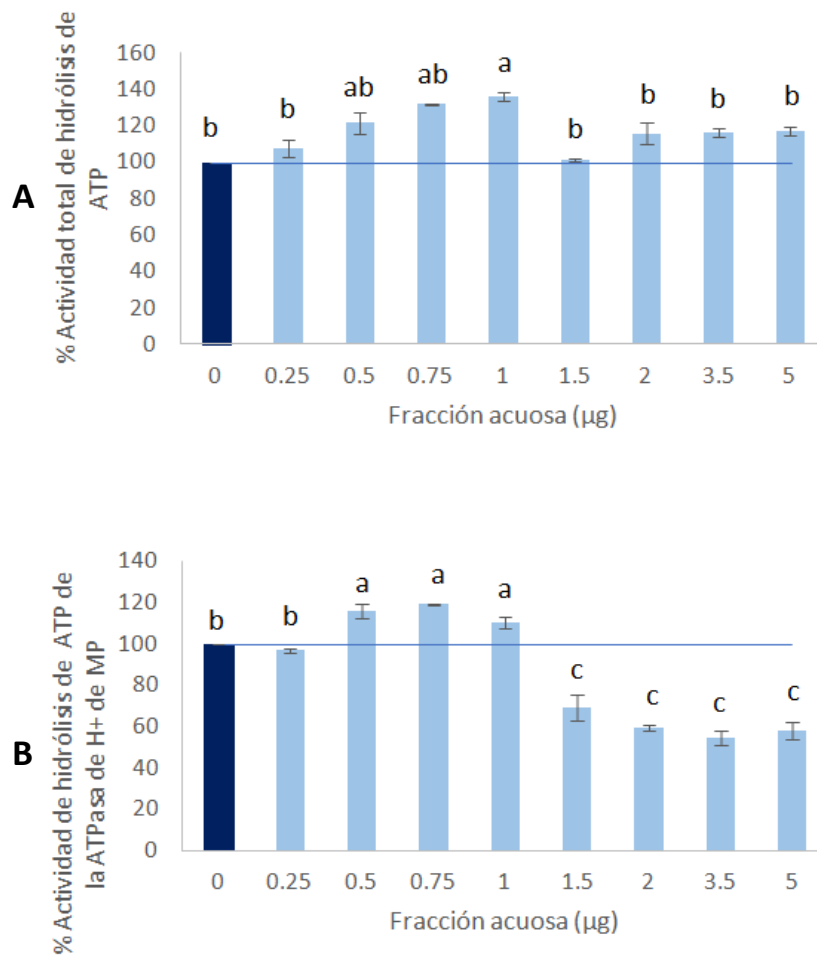 A
% Actividad total de hidrólisis de
ATP
160
140
120
100
80
60
40
20
0
b
b
ab
ab
a
b
b
b
b
0 0.25 0.5 0.75 1 1.5 2 3.5 5
Fracción acuosa (µg)
B
% Actividad de hidrólisis de ATP de
la ATPasa de H+ de MP
140
120
100
80
60
40
20
0
b
b
a
a
a
c
c
c
c
0 0.25 0.5 0.75 1 1.5 2 3.5 5
Fracción acuosa (µg)